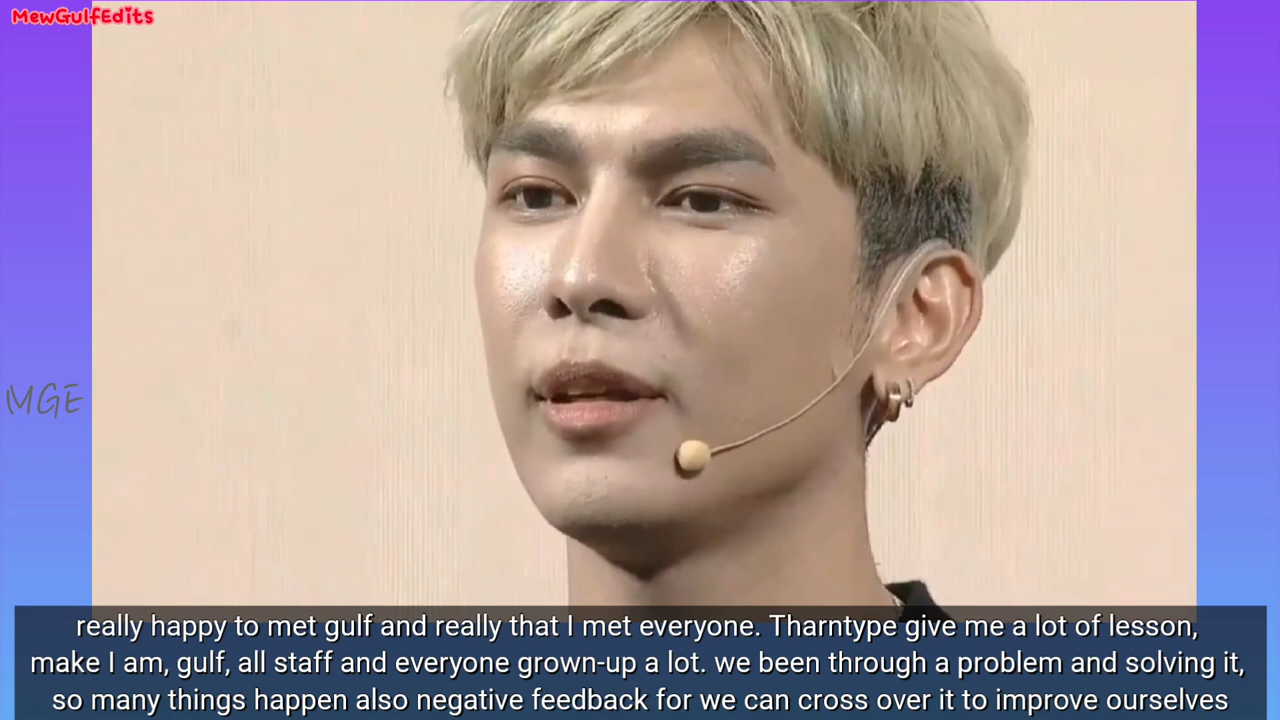 MewGulfEdits
MGE
really happy to met gulf and really that I met everyone. Tharntype give me a lot of lesson,
make I am, gulf, all staff and everyone grown-up a lot. we been through a problem and solving it,
so many things happen also negative feedback for we can cross over it to improve ourselves